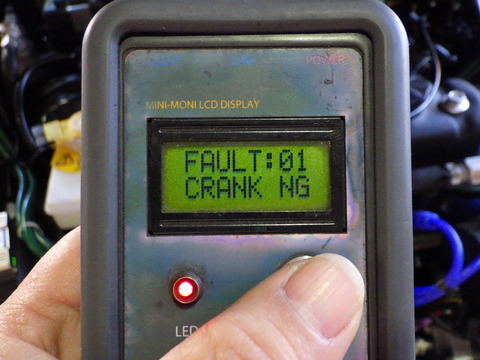 POWER
MINI-MONI LCD DISPLAY
FAULT:01
CRANK NG
LED